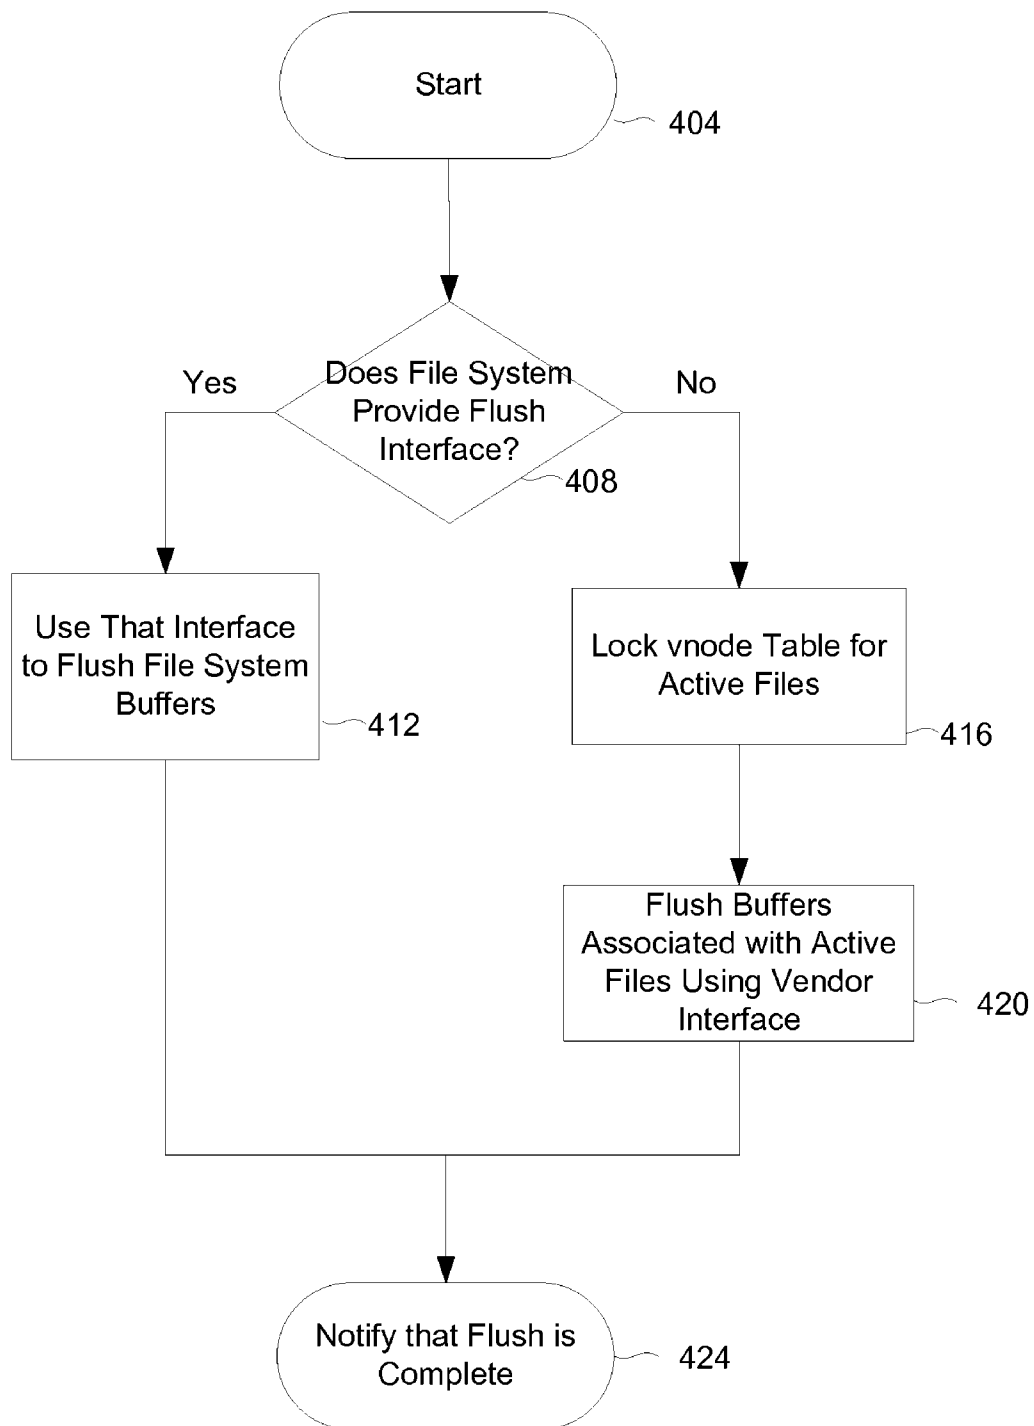 Start
404
Does File System
Provide Flush
Interface?
Yes
No
408
Use That Interface
to Flush File System
Buffers
412
Lock vnode Table for
Active Files
416
Flush Buffers
Associated with Active
Files Using Vendor
Interface
420
Notify that Flush is
Complete
424